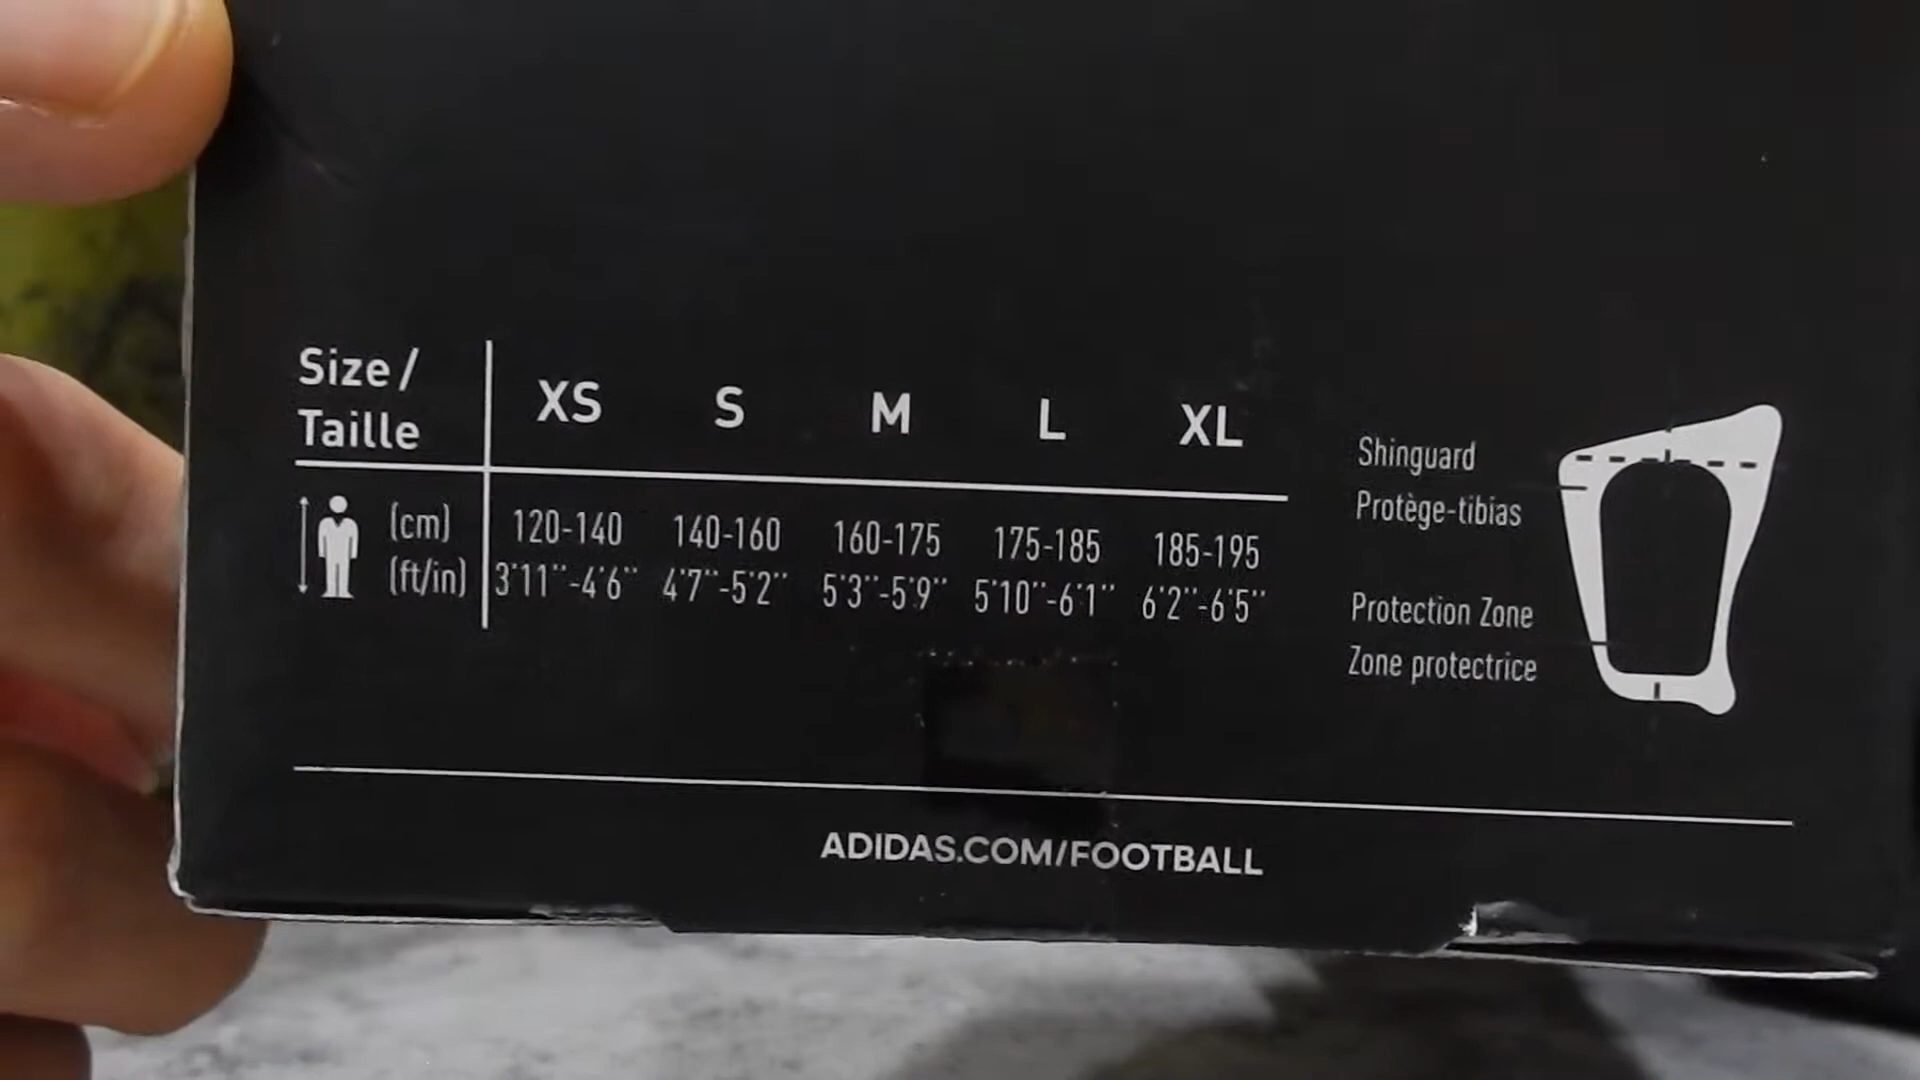 Size /
Taille
XS S M L XL
(cm) 120-140 140-160 160-175 175-185 185-195
(ft/in) 3'11"-4'6" 4'7"-5'2" 5'3"-5'9" 5'10"-6'1" 6'2"-6'5"
Shinguard
Protège-tibias
Protection Zone
Zone protectrice
ADIDAS.COM/FOOTBALL